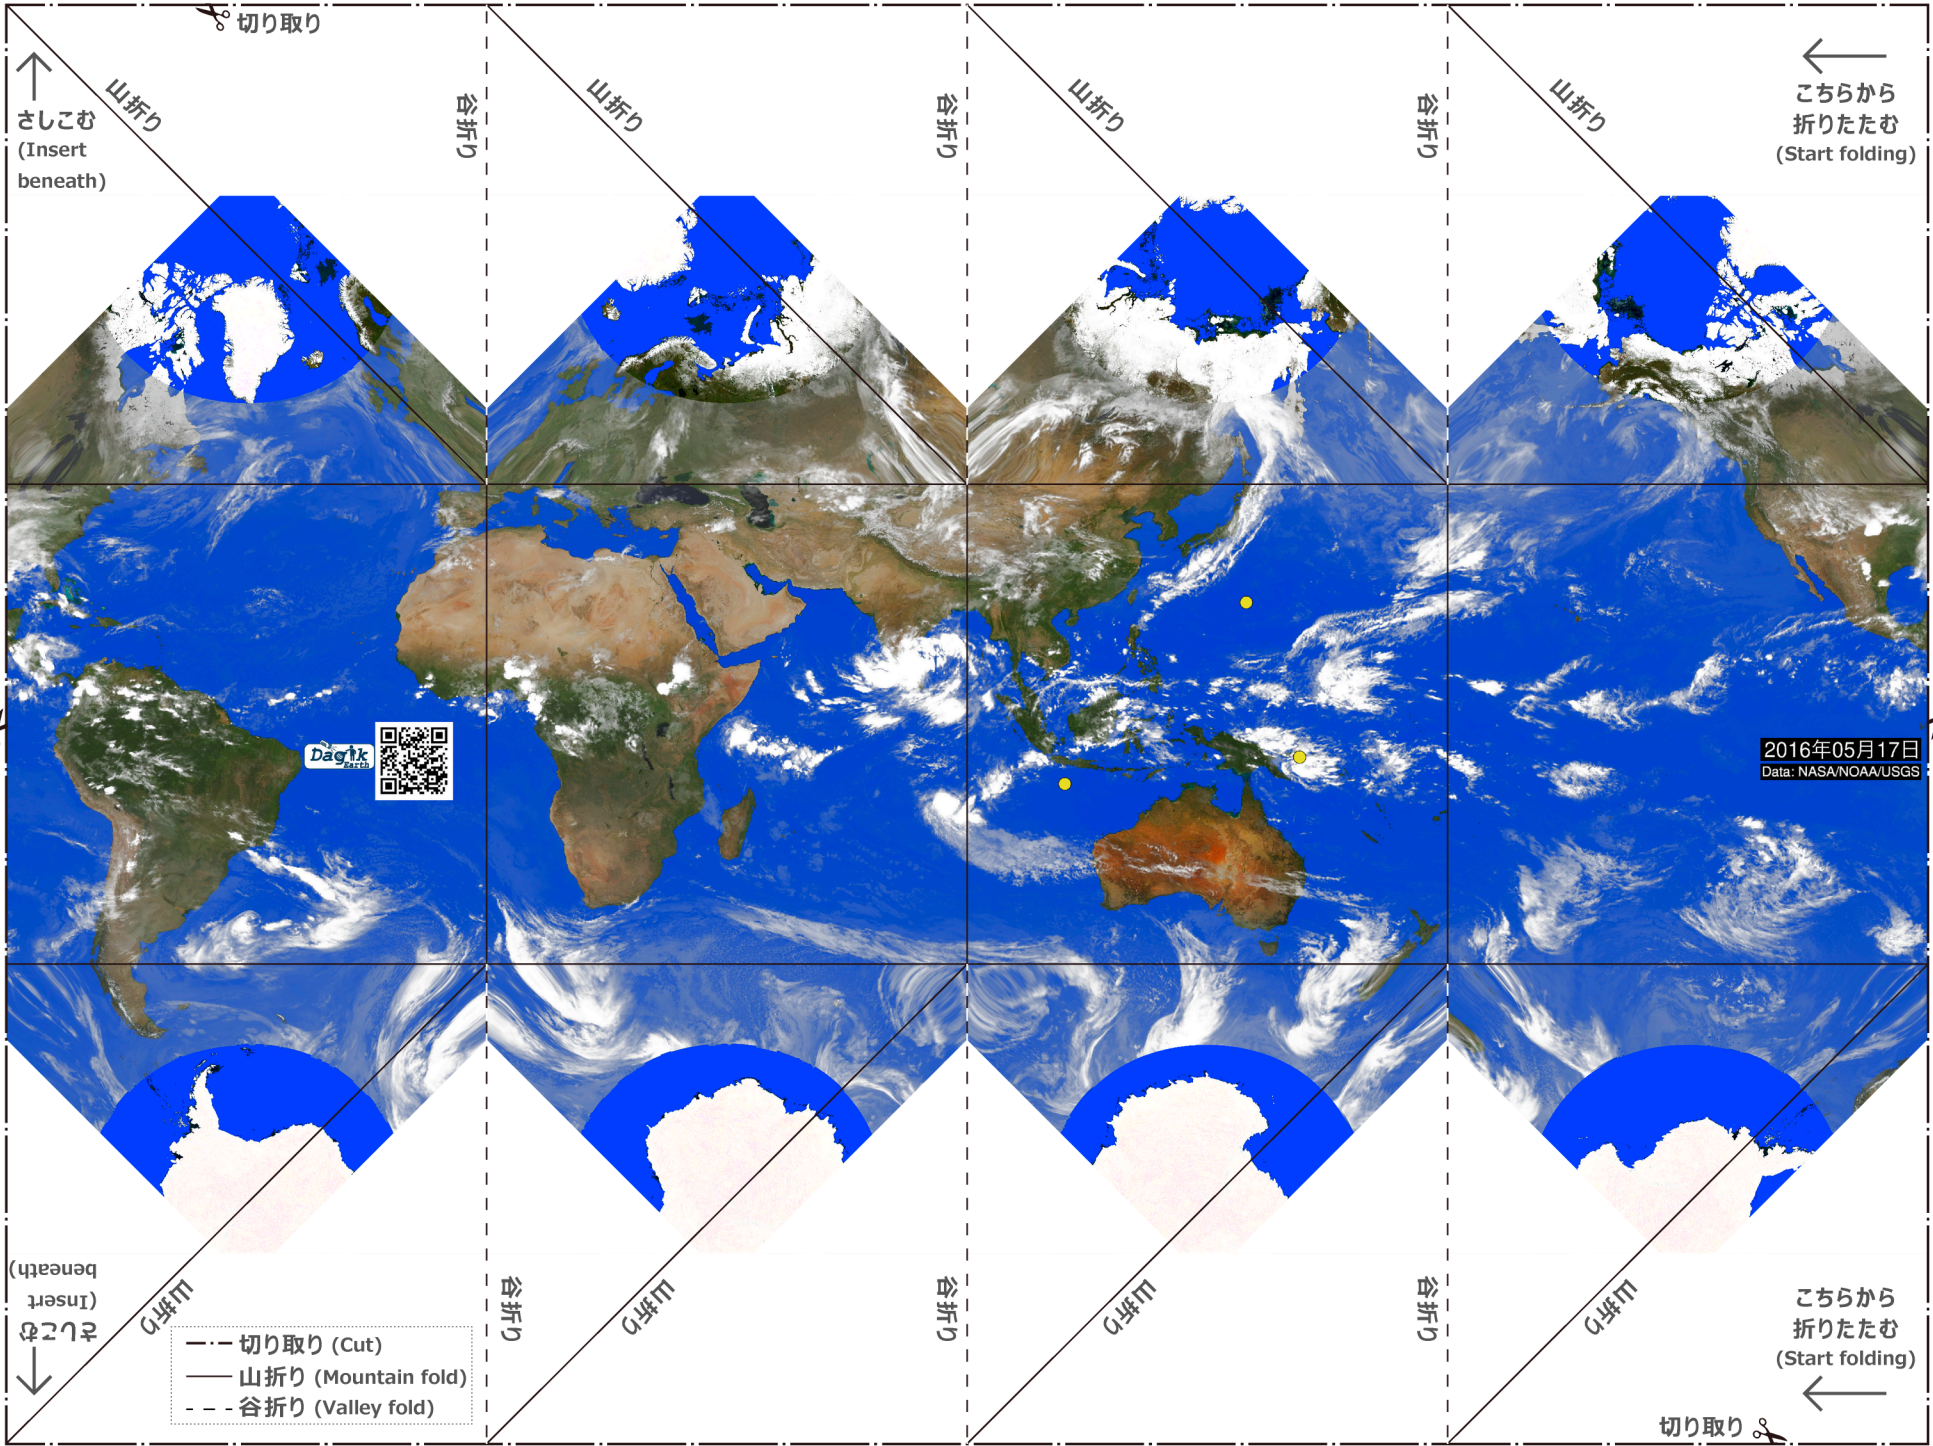 切り取り
山折り
谷折り
山折り
谷折り
山折り
谷折り
山折り
さしこむ
(Insert
beneath)
こちらから
折りたたむ
(Start folding)
Dagik
Earth
2016年05月17日
Data: NASA/NOAA/USGS
さしこむ
(Insert
beneath)
山折り
谷折り
山折り
谷折り
山折り
谷折り
山折り
こちらから
折りたたむ
(Start folding)
切り取り (Cut)
山折り (Mountain fold)
谷折り (Valley fold)
切り取り